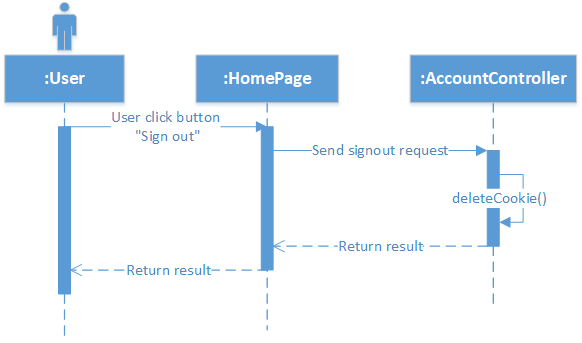 :User
:HomePage
:AccountController
User click button
"Sign out"
Send signout request
deleteCookie()
Return result
Return result